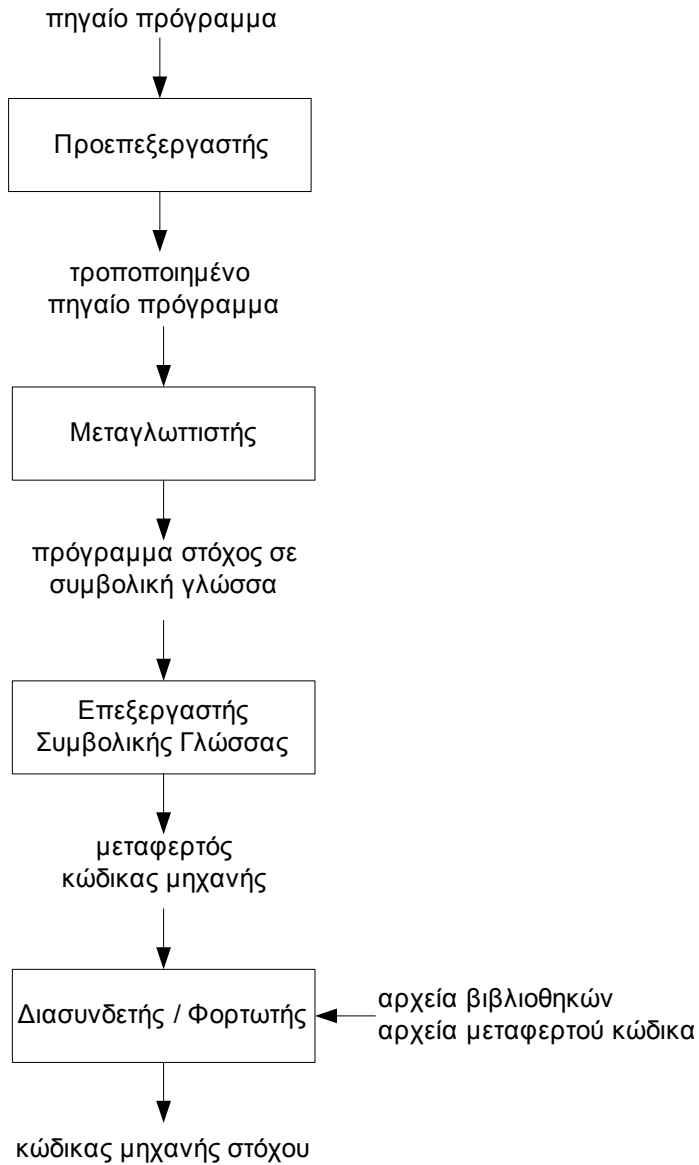 πηγαίο πρόγραμμα
Προεπεξεργαστής
τροποποιημένο
πηγαίο πρόγραμμα
Μεταγλωττιστής
πρόγραμμα στόχος σε
συμβολική γλώσσα
Επεξεργαστής
Συμβολικής Γλώσσας
μεταφερτός
κώδικας μηχανής
Διασυνδετής / Φορτωτής
αρχεία βιβλιοθηκών
αρχεία μεταφερτού κώδικα
κώδικας μηχανής στόχου